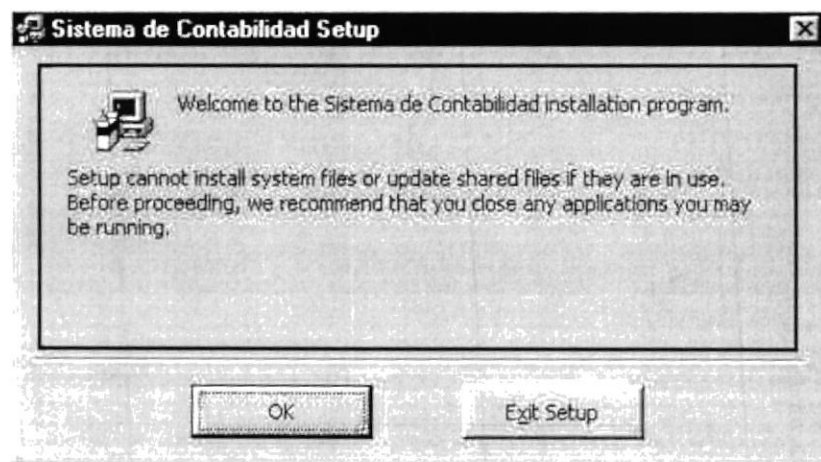 Sistema de Contabilidad Setup
Welcome to the Sistema de Contabilidad installation program.
Setup cannot install system files or update shared files if they are in use.
Before proceeding, we recommend that you close any applications you may
be running.
OK
Exit Setup